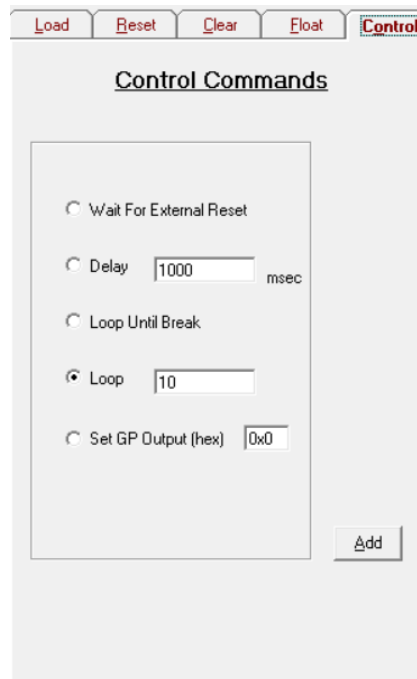 Load Reset Clear Float Control
Control Commands
Wait For External Reset
Delay 1000 msec
Loop Until Break
Loop 10
Set GP Output (hex) 0x0
Add